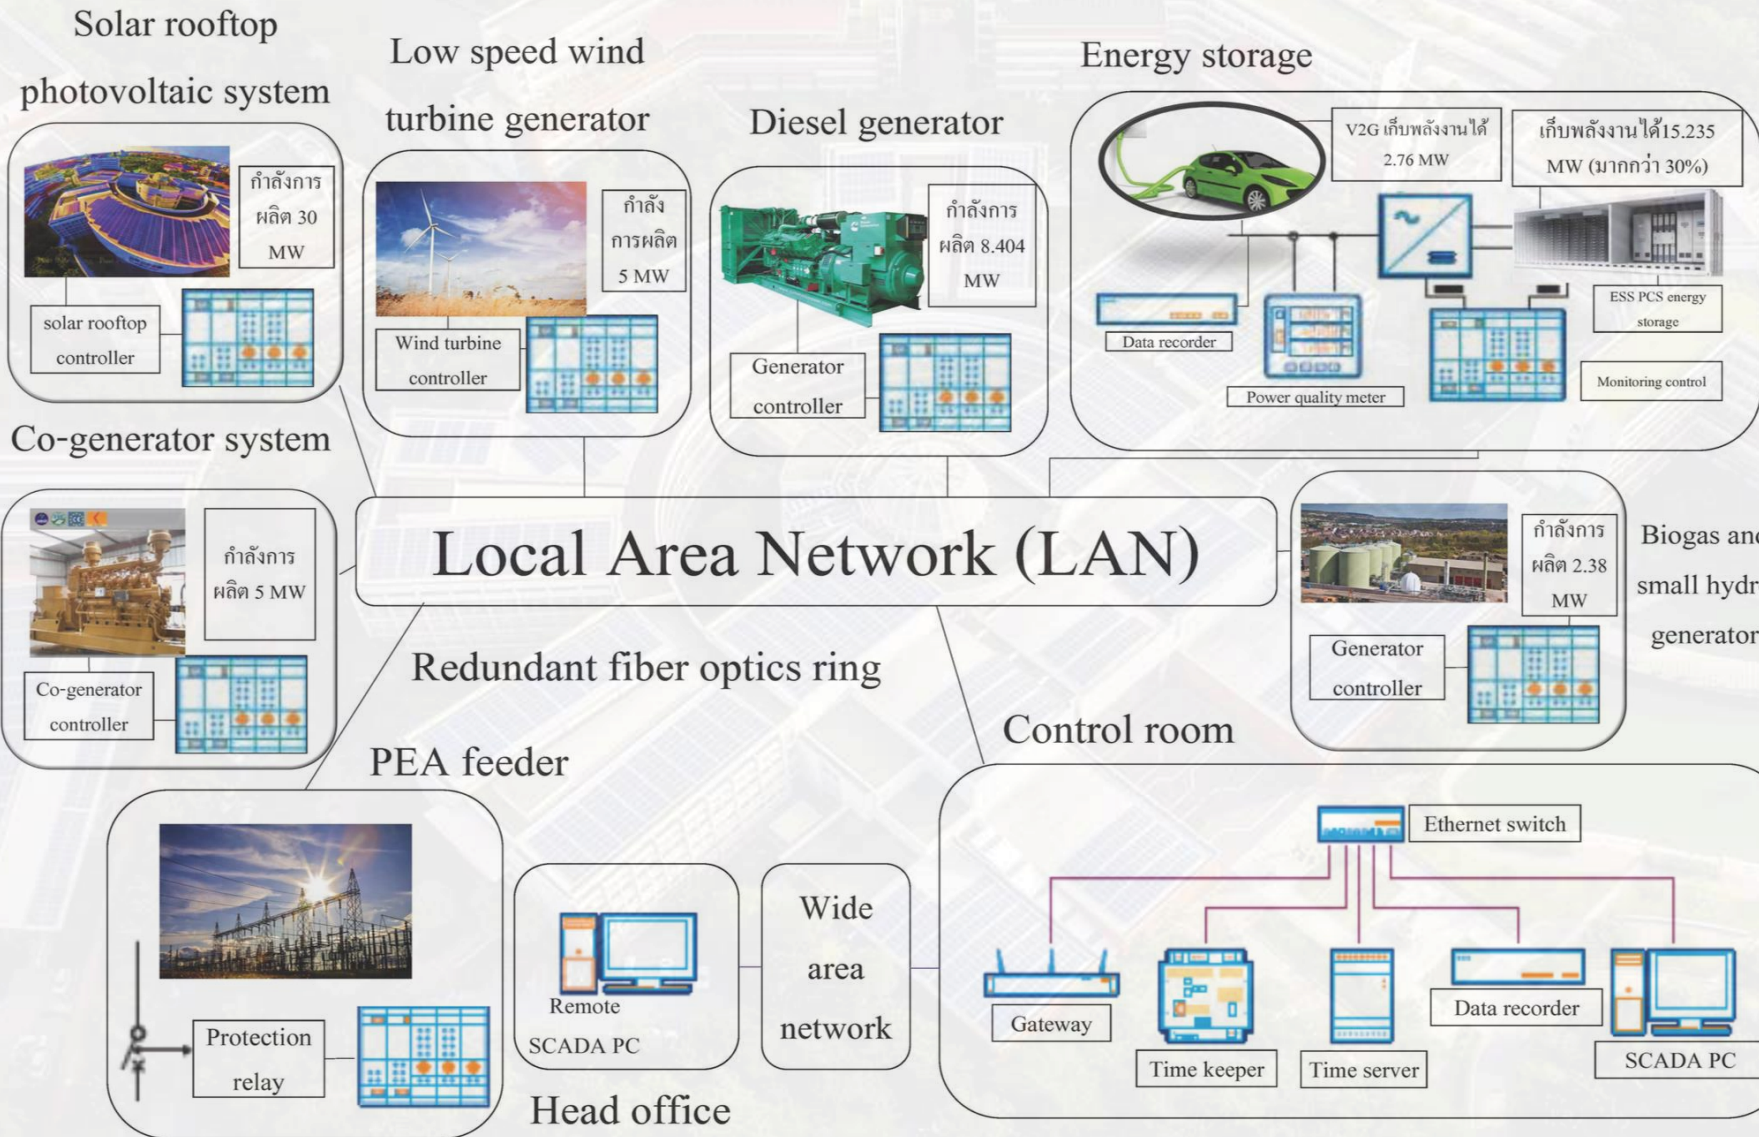 Solar rooftop
photovoltaic system
กำลังการ
ผลิต 30
MW
solar rooftop
controller
Low speed wind
turbine generator
กำลัง
การผลิต
5 MW
Wind turbine
controller
Diesel generator
กำลังการ
ผลิต 8.404
MW
Generator
controller
Energy storage
V2G เก็บพลังงานได้
2.76 MW
เก็บพลังงานได้15.235
MW (มากกว่า 30%)
Data recorder
Power quality meter
ESS PCS energy
storage
Monitoring control
Co-generator system
กำลังการ
ผลิต 5 MW
Co-generator
controller
Local Area Network (LAN)
กำลังการ
ผลิต 2.38
MW
Generator
controller
Biogas and
small hydr
generator
Redundant fiber optics ring
PEA feeder
Protection
relay
Remote
SCADA PC
Head office
Wide
area
network
Control room
Ethernet switch
Gateway
Time keeper
Time server
Data recorder
SCADA PC